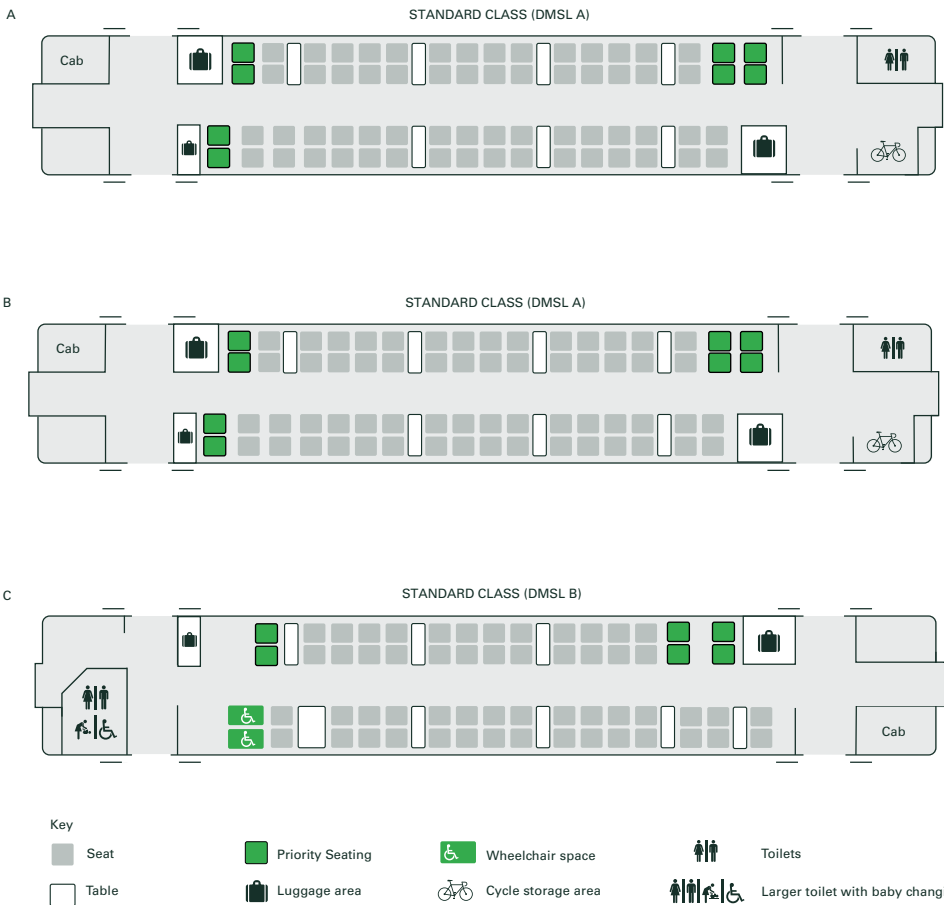 A
STANDARD CLASS (DMSL A)
Cab
B
STANDARD CLASS (DMSL A)
Cab
C
STANDARD CLASS (DMSL B)
Cab
Key
Seat
Priority Seating
Wheelchair space
Toilets
Table
Luggage area
Cycle storage area
Larger toilet with baby chang